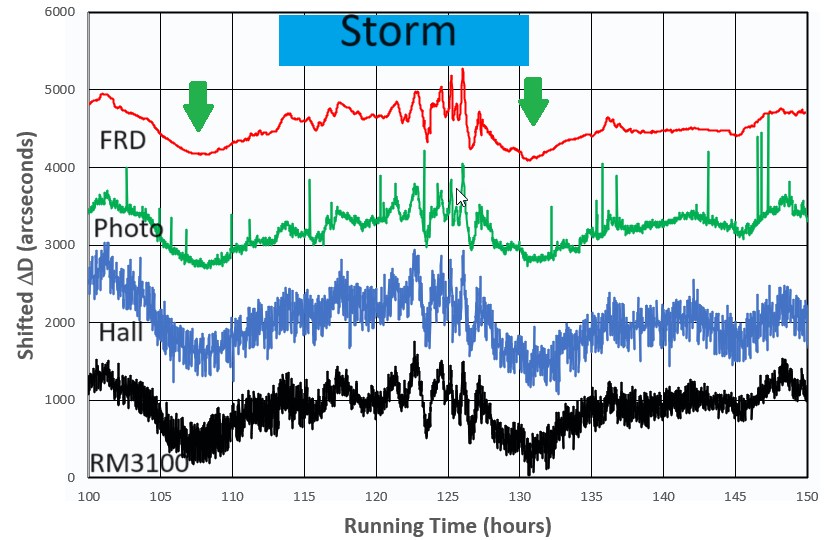 Storm
6000
5000
4000
3000
2000
1000
0
Shifted ΔD (arcseconds)
FRD
Photo
Hall
RM3100
100 105 110 115 120 125 130 135 140 145 150
Running Time (hours)